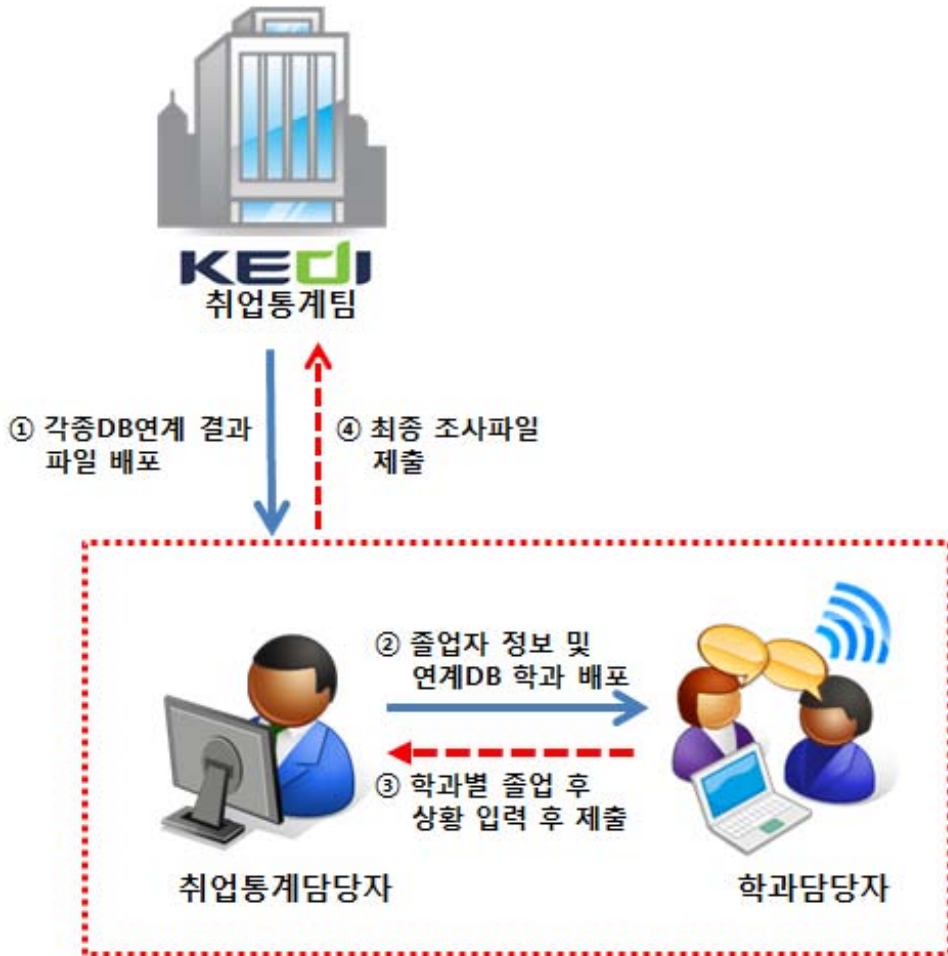 KEDI
취업통계팀
① 각종DB연계 결과
파일 배포
④ 최종 조사파일
제출
② 졸업자 정보 및
연계DB 학과 배포
③ 학과별 졸업 후
상황 입력 후 제출
취업통계담당자
학과담당자